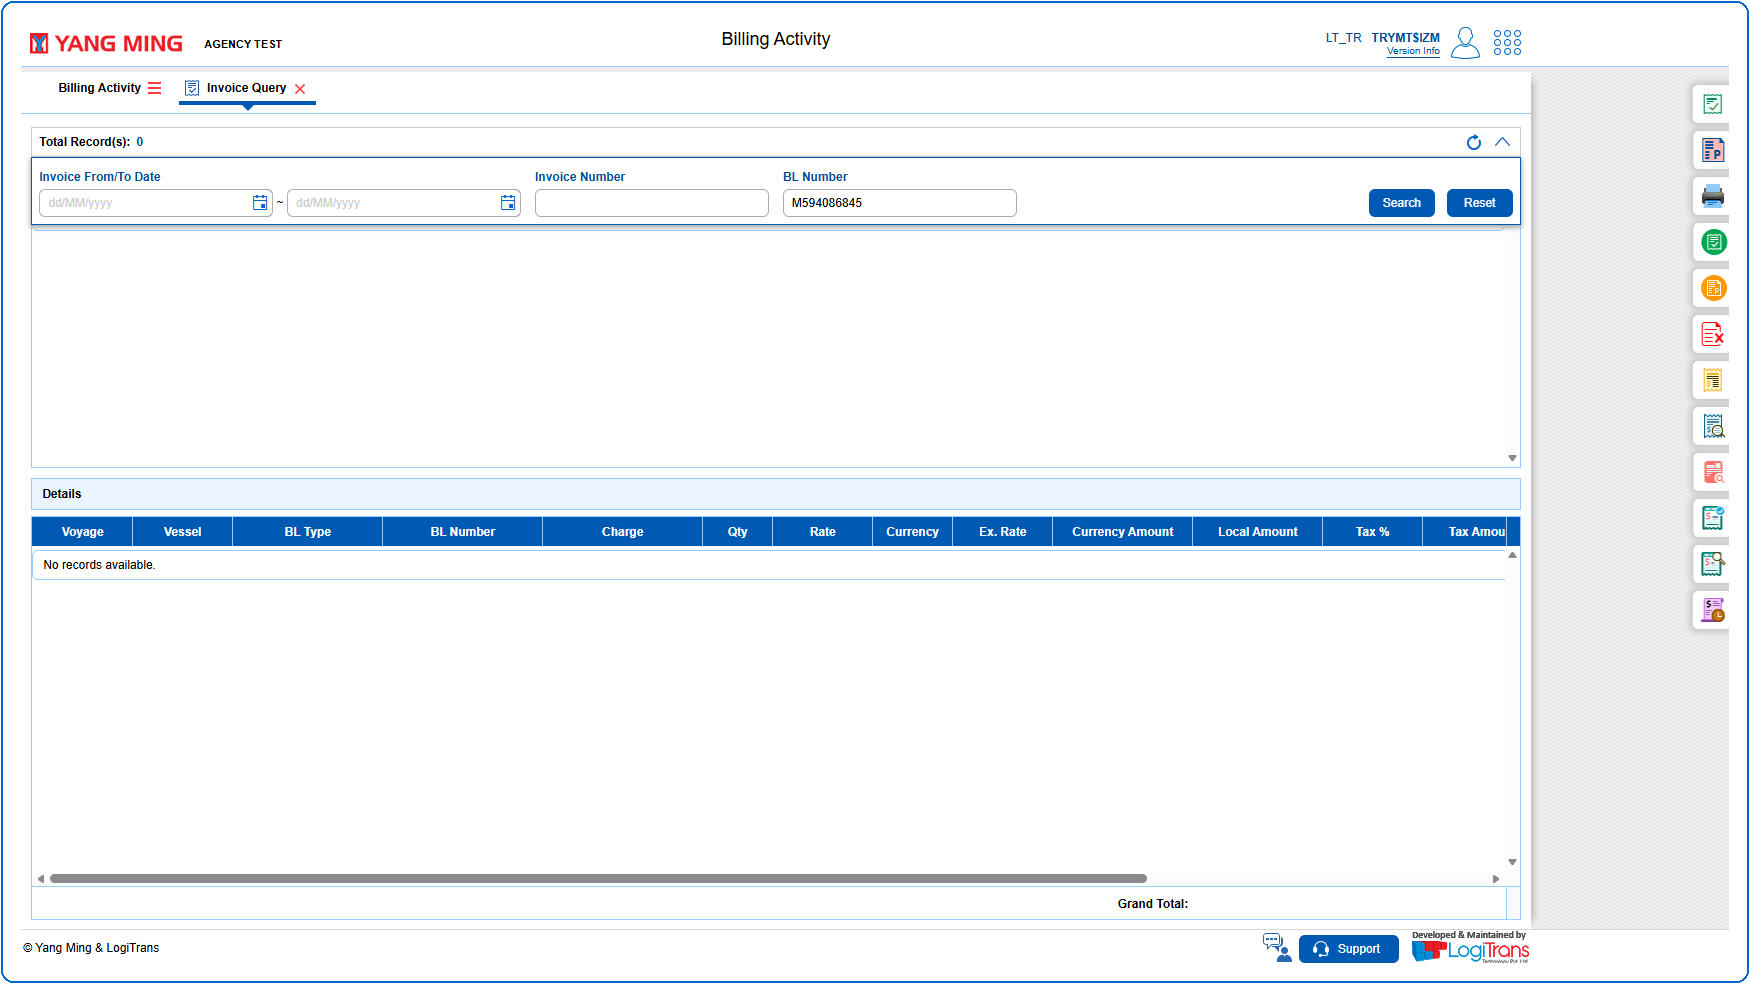 YANG MING AGENCY TEST
Billing Activity
LT_TR TRYMT$IZM
Version Info
Billing Activity Invoice Query
Total Record(s): 0
Invoice From/To Date Invoice Number BL Number
dd/MM/yyyy ~ dd/MM/yyyy M594086845 Search Reset
Details
Voyage Vessel BL Type BL Number Charge Qty Rate Currency Ex. Rate Currency Amount Local Amount Tax % Tax Amou
No records available.
Grand Total:
© Yang Ming & LogiTrans
Support
Developed & Maintained by
LogiTrans
Technology Pvt. Ltd